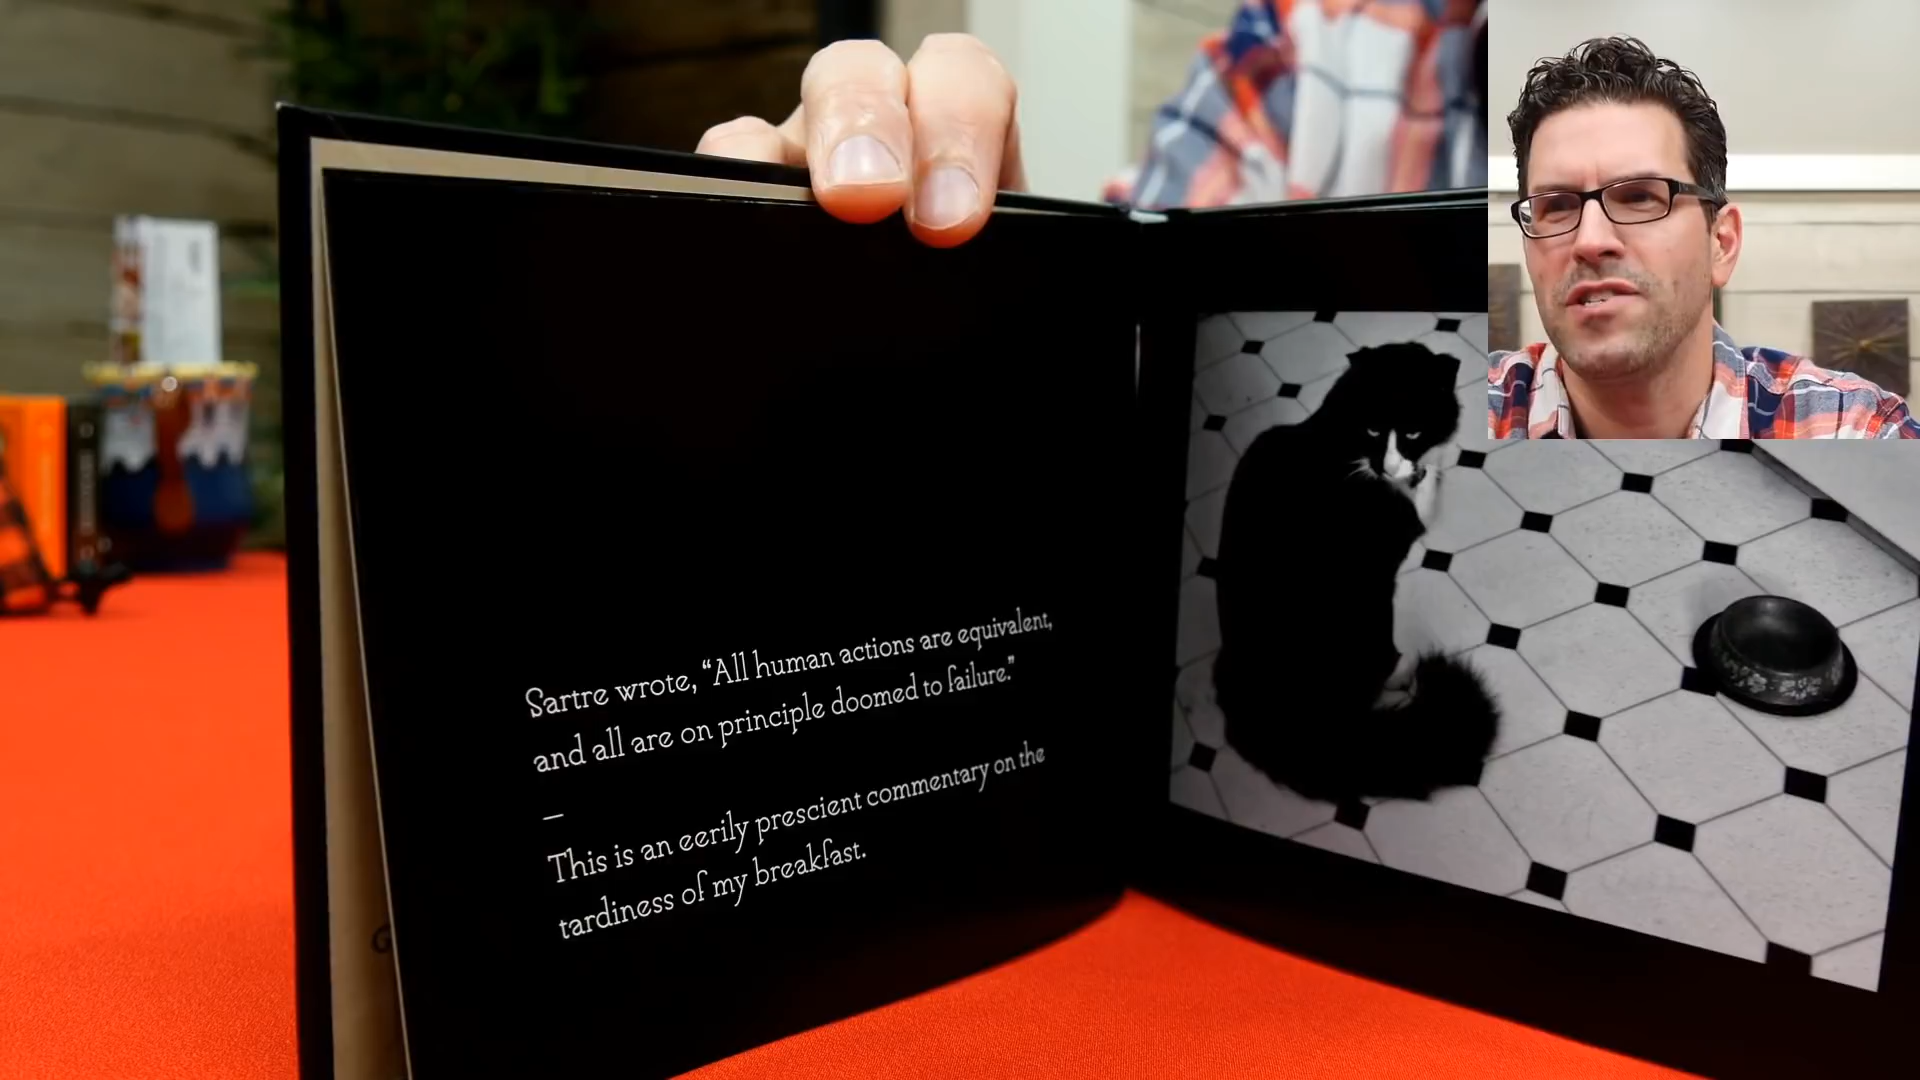 Sartre wrote, “All human actions are equivalent,
and all are on principle doomed to failure.”
—
This is an eerily prescient commentary on the
tardiness of my breakfast.
G